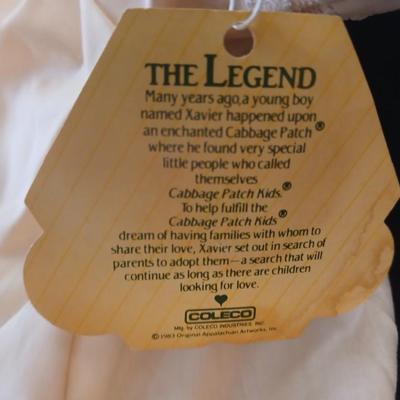 THE LEGEND
Many years ago, a young boy
named Xavier happened upon
an enchanted Cabbage Patch®
where he found very special
little people who called
themselves
Cabbage Patch Kids.®
To help fulfill the
Cabbage Patch Kids®
dream of having families with whom to
share their love, Xavier set out in search of
parents to adopt them—a search that will
continue as long as there are children
looking for love.
COLECO
Mfg. by COLECO INDUSTRIES, INC.
©1983 Original Appalachian Artworks, Inc.